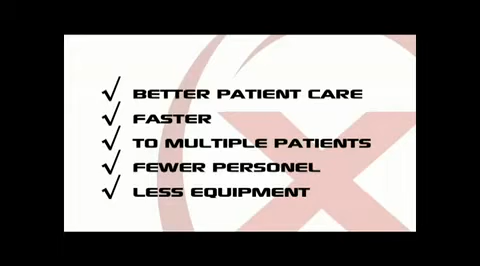 √ BETTER PATIENT CARE
√ FASTER
√ TO MULTIPLE PATIENTS
√ FEWER PERSONEL
√ LESS EQUIPMENT